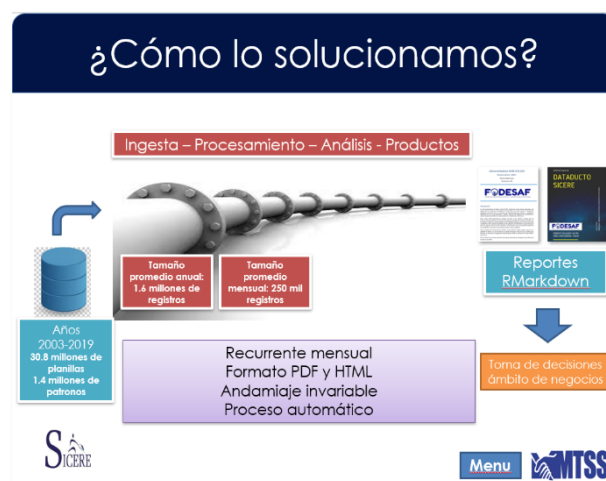 ¿Cómo lo solucionamos?
Ingesta – Procesamiento – Análisis - Productos
FODESAF
DATADUCTO
SICERE
FODESAF
Tamaño
promedio anual:
1.6 millones de
registros
Tamaño
promedio
mensual: 250 mil
registros
Reportes
RMarkdown
Años
2003-2019
30.8 millones de
planillas
1.4 millones de
patronos
Recurrente mensual
Formato PDF y HTML
Andamiaje invariable
Proceso automático
Toma de decisiones
ámbito de negocios
SICERE
Menu
MTSS